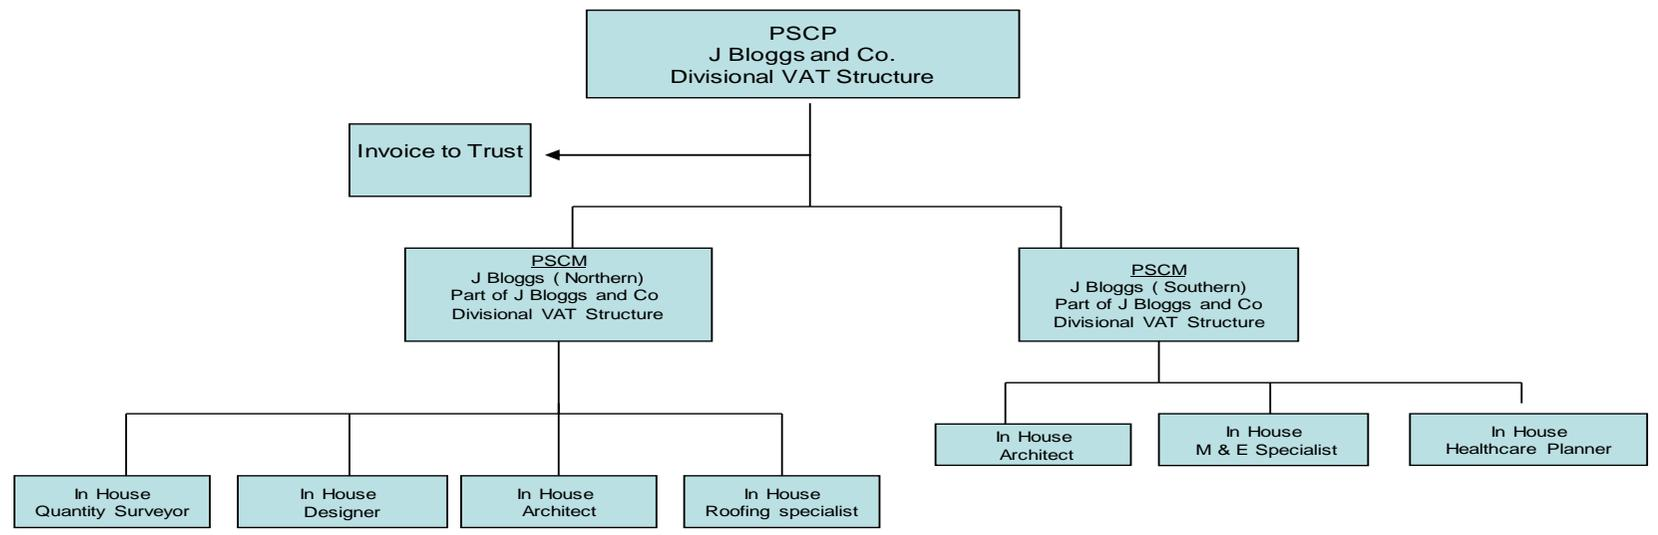 PSCP
J Bloggs and Co.
Divisional VAT Structure
Invoice to Trust
PSCM
J Bloggs ( Northern)
Part of J Bloggs and Co
Divisional VAT Structure
PSCM
J Bloggs ( Southern)
Part of J Bloggs and Co
Divisional VAT Structure
In House
Architect
In House
M & E Specialist
In House
Healthcare Planner
In House
Quantity Surveyor
In House
Designer
In House
Architect
In House
Roofing specialist